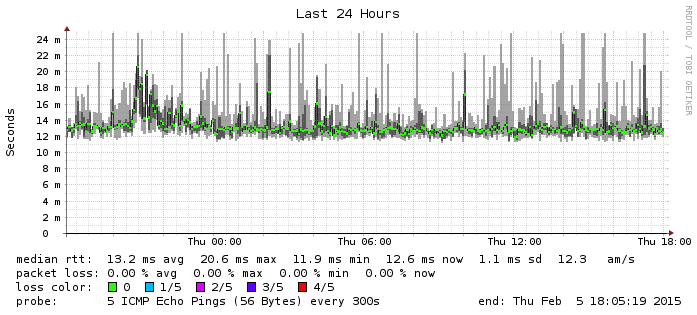 Last 24 Hours
RRDTOOL / TOBI OETIKER
Seconds
24 m
22 m
20 m
18 m
16 m
14 m
12 m
10 m
8 m
6 m
4 m
2 m
0
Thu 00:00 Thu 06:00 Thu 12:00 Thu 18:00
median rtt: 13.2 ms avg 20.6 ms max 11.9 ms min 12.6 ms now 1.1 ms sd 12.3 am/s
packet loss: 0.00 % avg 0.00 % max 0.00 % min 0.00 % now
loss color: 0 1/5 2/5 3/5 4/5
probe: 5 ICMP Echo Pings (56 Bytes) every 300s end: Thu Feb 5 18:05:19 2015